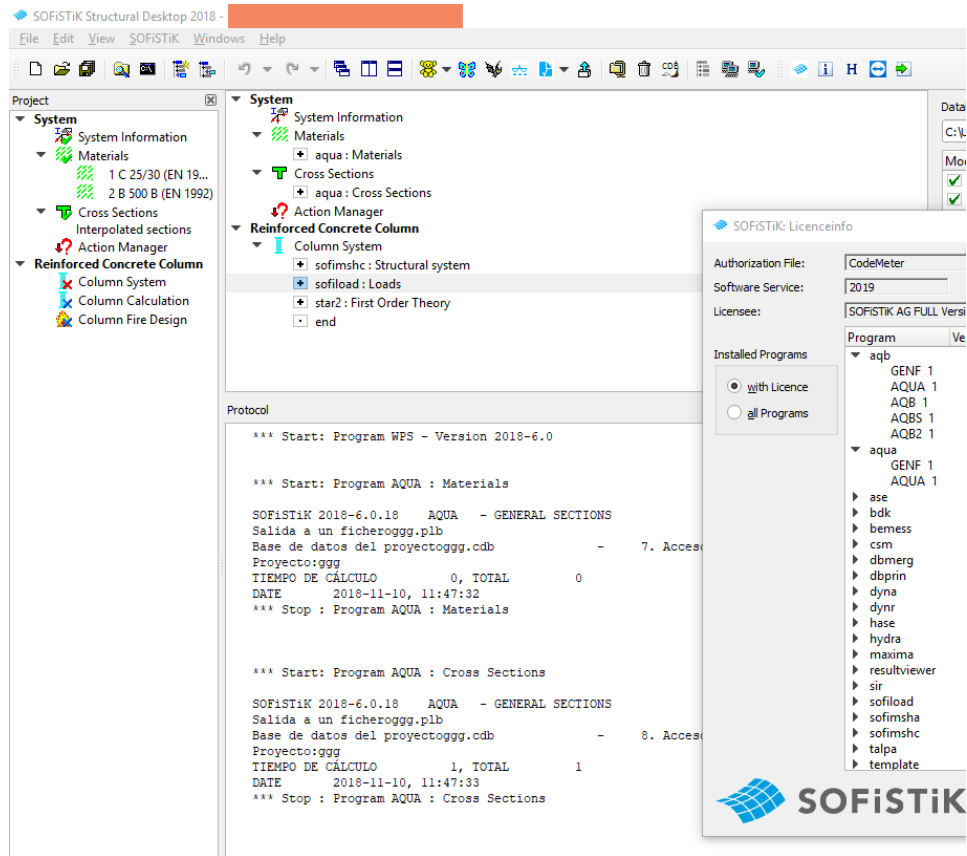 SOFiSTiK Structural Desktop 2018 -
File Edit View SOFiSTiK Windows Help
Project
System
System Information
Materials
1 C 25/30 (EN 19...
2 B 500 B (EN 1992)
Cross Sections
Interpolated sections
Action Manager
Reinforced Concrete Column
Column System
Column Calculation
Column Fire Design
System
System Information
Materials
aqua : Materials
Cross Sections
aqua : Cross Sections
Action Manager
Reinforced Concrete Column
Column System
sofimshc : Structural system
sofiload : Loads
star2 : First Order Theory
end
Protocol
*** Start: Program WPS - Version 2018-6.0
*** Start: Program AQUA : Materials
SOFiSTiK 2018-6.0.18 AQUA - GENERAL SECTIONS
Salida a un ficheroggg.plb
Base de datos del proyectoggg.cdb - 7. Acceso
Proyecto:ggg
TIEMPO DE CÁLCULO 0, TOTAL 0
DATE 2018-11-10, 11:47:32
*** Stop : Program AQUA : Materials
*** Start: Program AQUA : Cross Sections
SOFiSTiK 2018-6.0.18 AQUA - GENERAL SECTIONS
Salida a un ficheroggg.plb
Base de datos del proyectoggg.cdb - 8. Acceso
Proyecto:ggg
TIEMPO DE CÁLCULO 1, TOTAL 1
DATE 2018-11-10, 11:47:33
*** Stop : Program AQUA : Cross Sections
SOFiSTiK: Licenceinfo
Authorization File: CodeMeter
Software Service: 2019
Licensee: SOFiSTiK AG FULL Versi
Installed Programs
with Licence
all Programs
Program Ve
aqb
GENF 1
AQUA 1
AQB 1
AQBS 1
AQB2 1
aqua
GENF 1
AQUA 1
ase
bdk
bemess
csm
dbmerg
dbprin
dyna
dynr
hase
hydra
maxima
resultviewer
sir
sofiload
sofimsha
sofimshc
talpa
template
SOFiSTiK